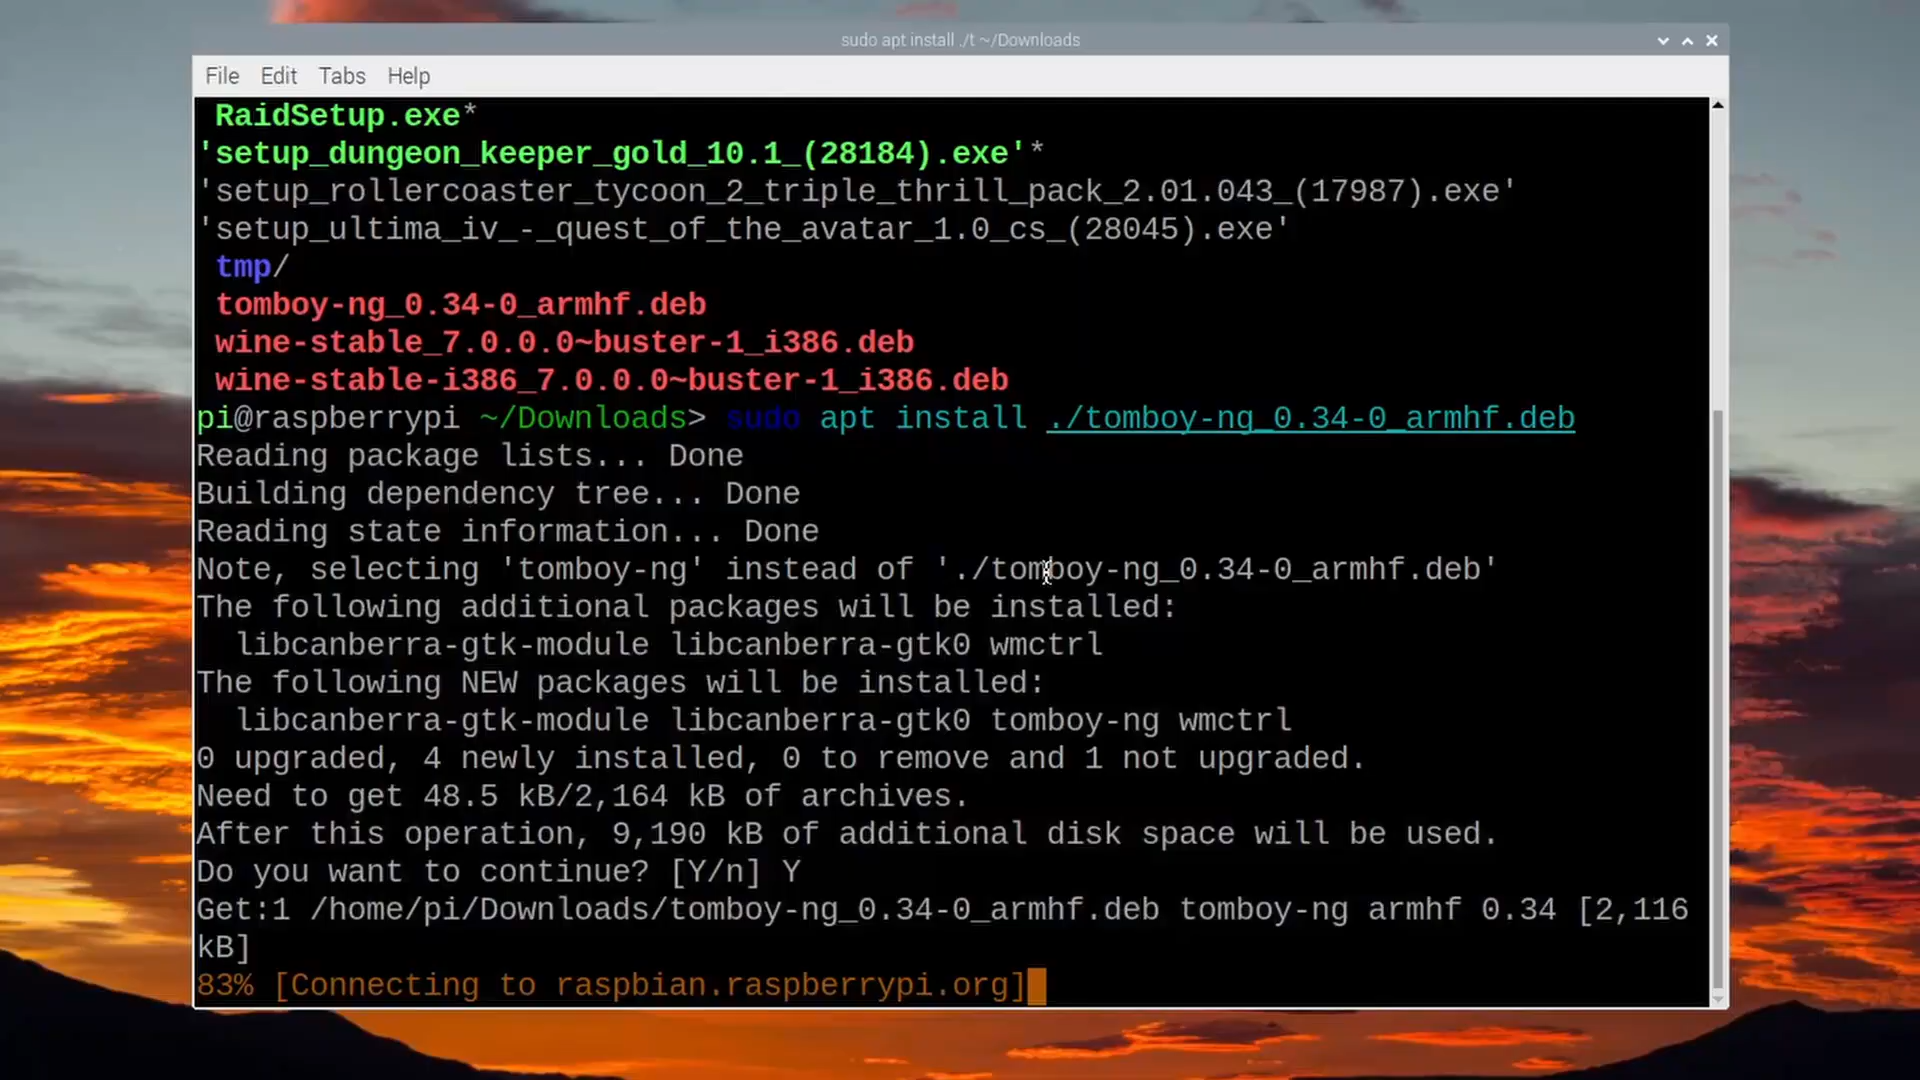 sudo apt install ./t ~/Downloads
File Edit Tabs Help
RaidSetup.exe*
'setup_dungeon_keeper_gold_10.1_(28184).exe'*
'setup_rollercoaster_tycoon_2_triple_thrill_pack_2.01.043_(17987).exe'
'setup_ultima_iv_-_quest_of_the_avatar_1.0_cs_(28045).exe'
tmp/
tomboy-ng_0.34-0_armhf.deb
wine-stable_7.0.0.0~buster-1_i386.deb
wine-stable-i386_7.0.0.0~buster-1_i386.deb
pi@raspberrypi ~/Downloads> sudo apt install ./tomboy-ng_0.34-0_armhf.deb
Reading package lists... Done
Building dependency tree... Done
Reading state information... Done
Note, selecting 'tomboy-ng' instead of './tomboy-ng_0.34-0_armhf.deb'
The following additional packages will be installed:
libcanberra-gtk-module libcanberra-gtk0 wmctrl
The following NEW packages will be installed:
libcanberra-gtk-module libcanberra-gtk0 tomboy-ng wmctrl
0 upgraded, 4 newly installed, 0 to remove and 1 not upgraded.
Need to get 48.5 kB/2,164 kB of archives.
After this operation, 9,190 kB of additional disk space will be used.
Do you want to continue? [Y/n] Y
Get:1 /home/pi/Downloads/tomboy-ng_0.34-0_armhf.deb tomboy-ng armhf 0.34 [2,116
kB]
83% [Connecting to raspbian.raspberrypi.org]